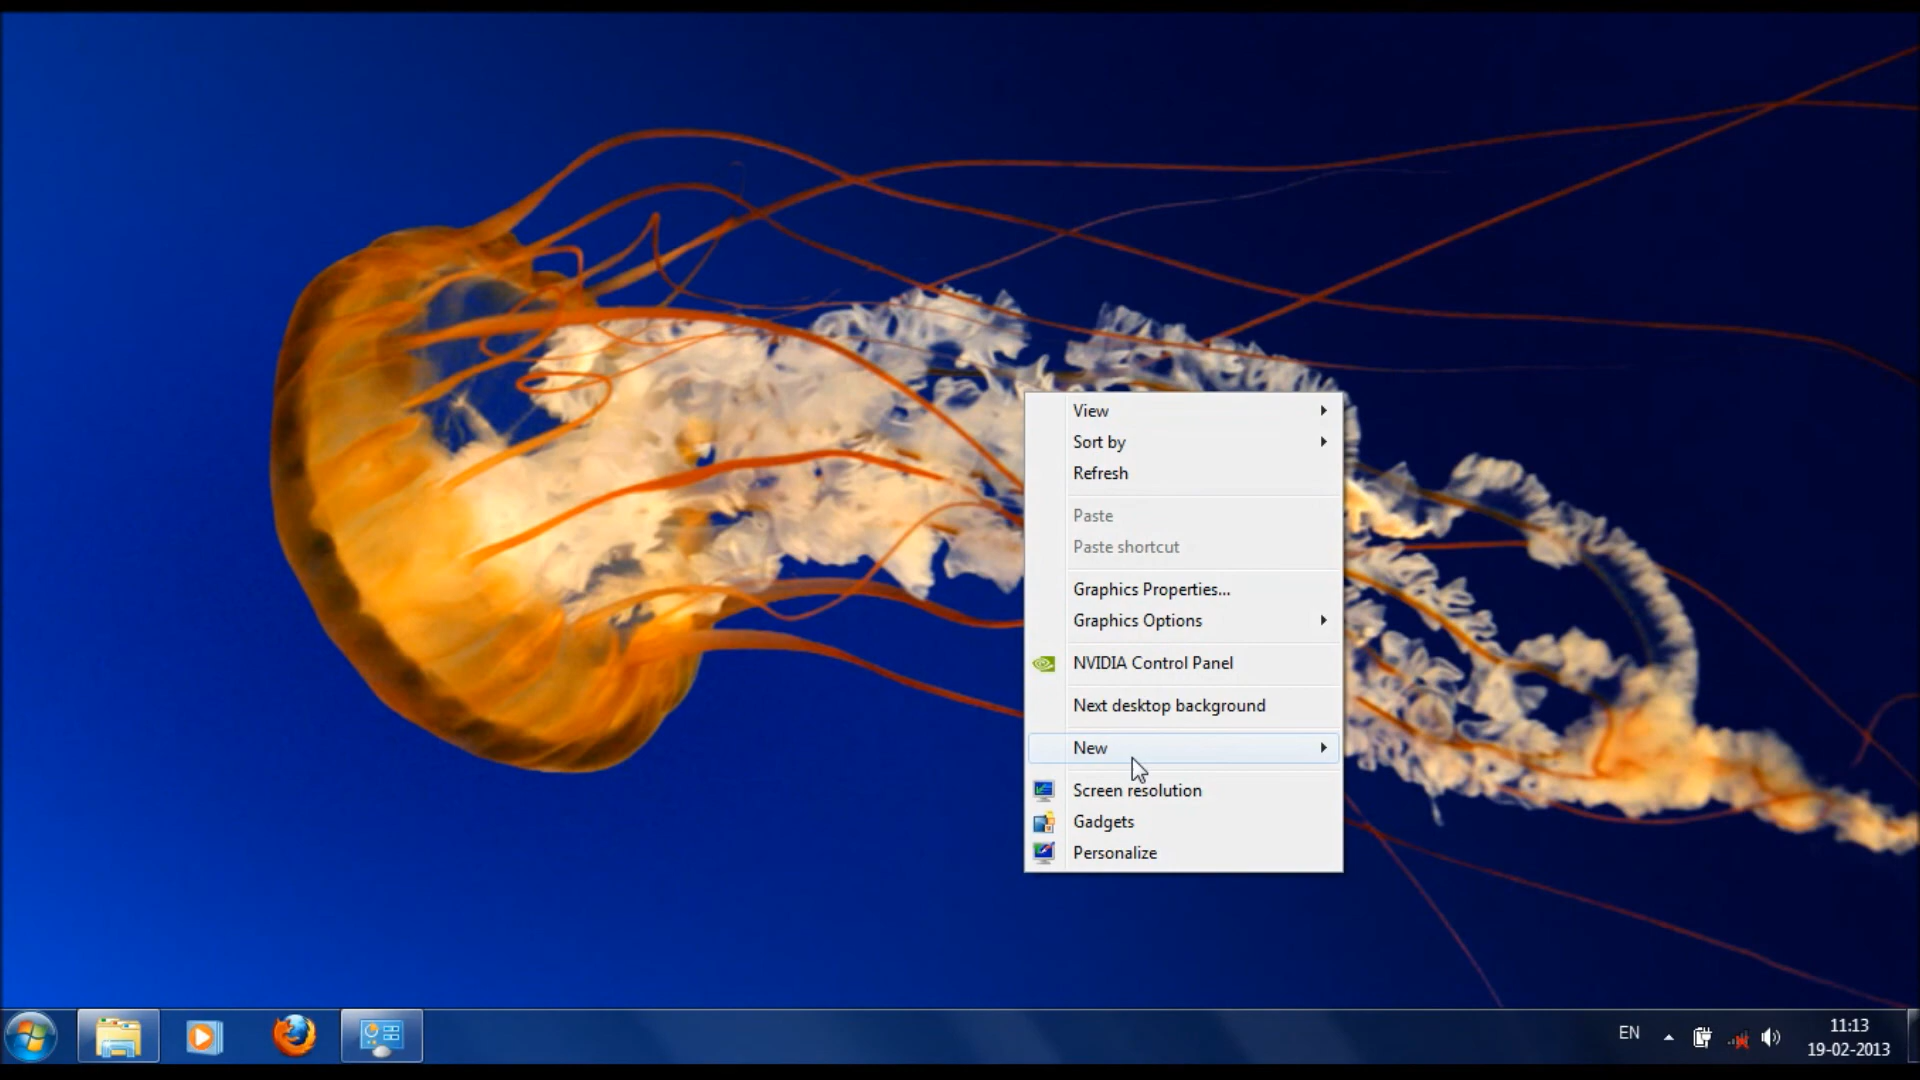 View
Sort by
Refresh
Paste
Paste shortcut
Graphics Properties...
Graphics Options
NVIDIA Control Panel
Next desktop background
New
Screen resolution
Gadgets
Personalize
EN
11:13
19-02-2013